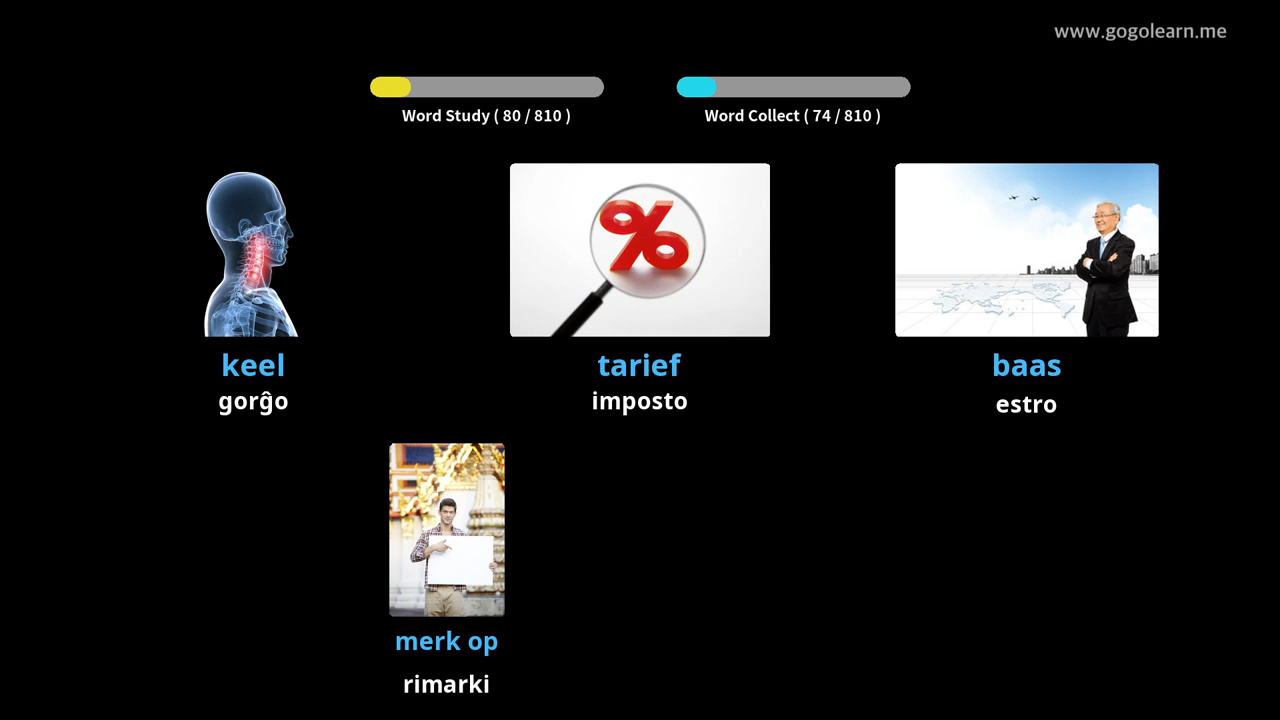 www.gogolearn.me
Word Study ( 80 / 810 )
Word Collect ( 74 / 810 )
keel
gorĝo
tarief
imposto
baas
estro
merk op
rimarki